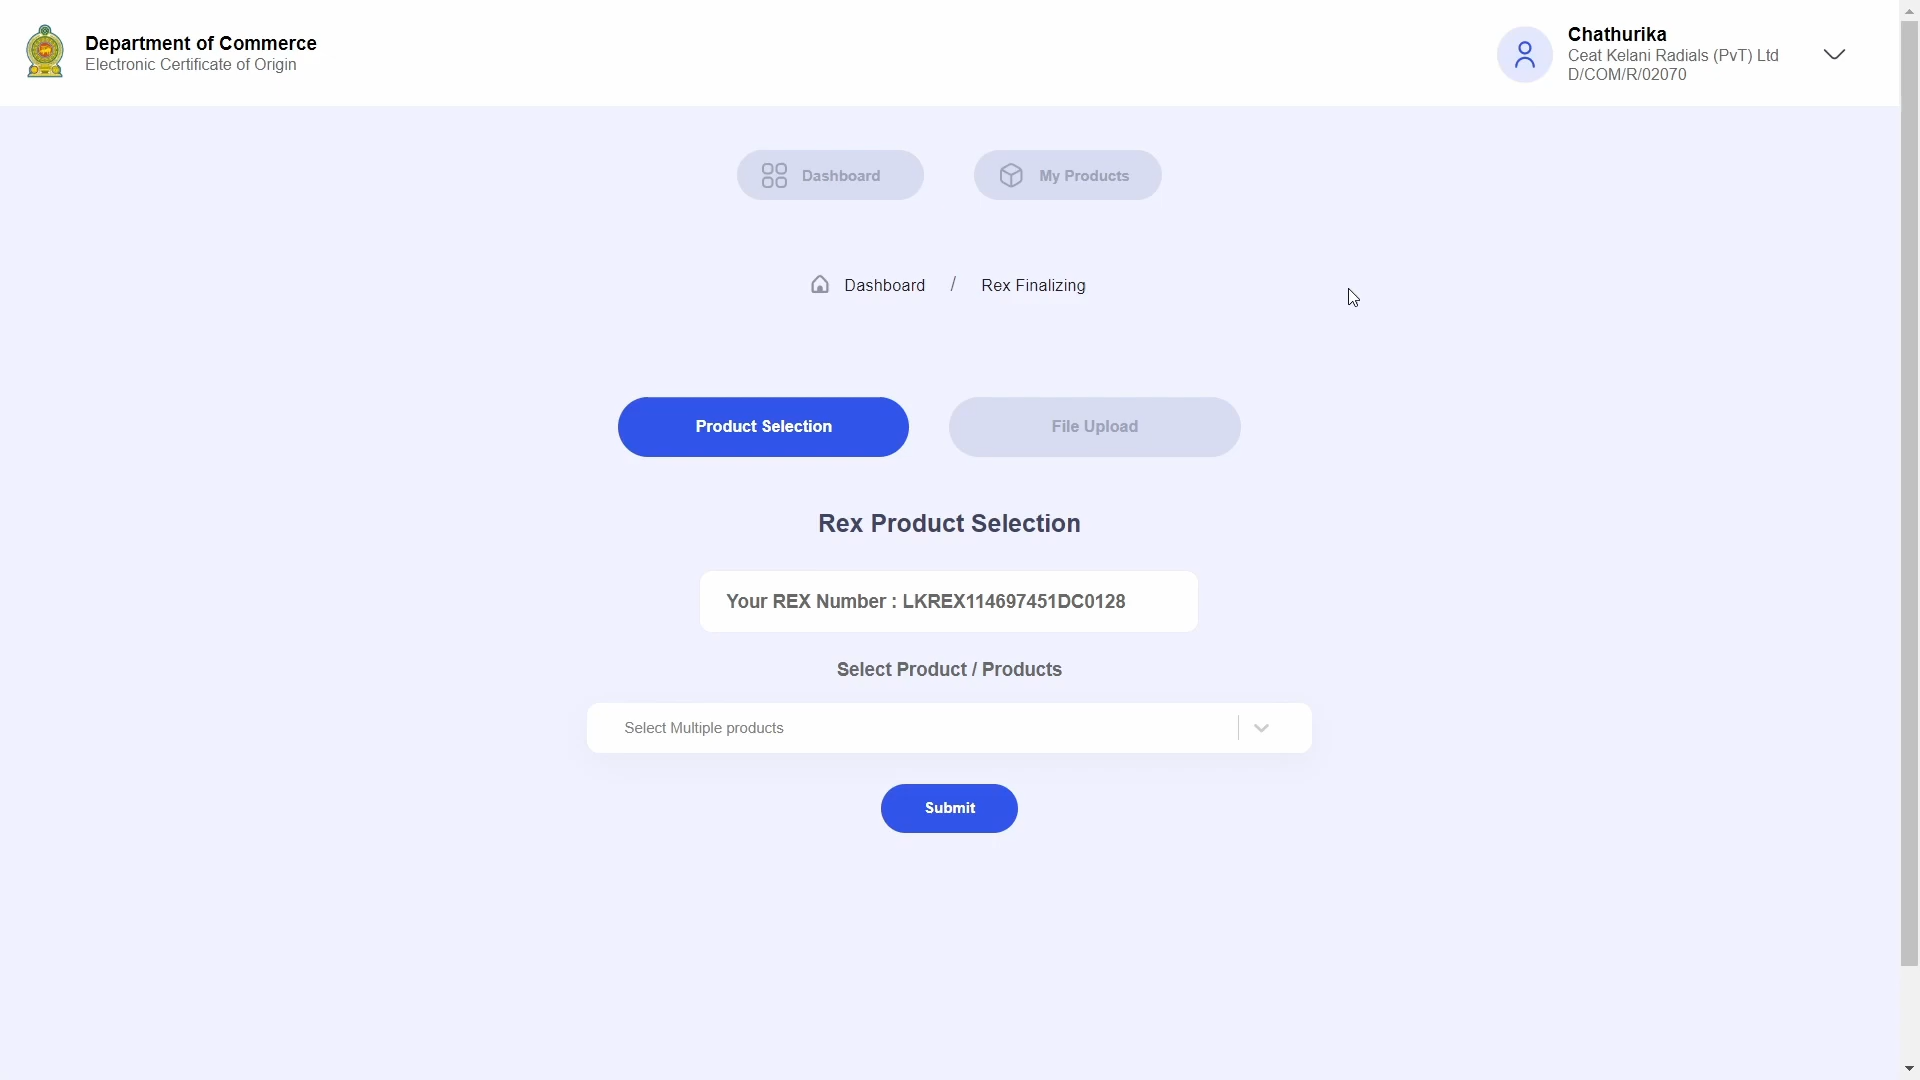 Department of Commerce
Electronic Certificate of Origin
Chathurika
Ceat Kelani Radials (PvT) Ltd
D/COM/R/02070
Dashboard
My Products
Dashboard / Rex Finalizing
Product Selection
File Upload
Rex Product Selection
Your REX Number : LKREX114697451DC0128
Select Product / Products
Select Multiple products
Submit